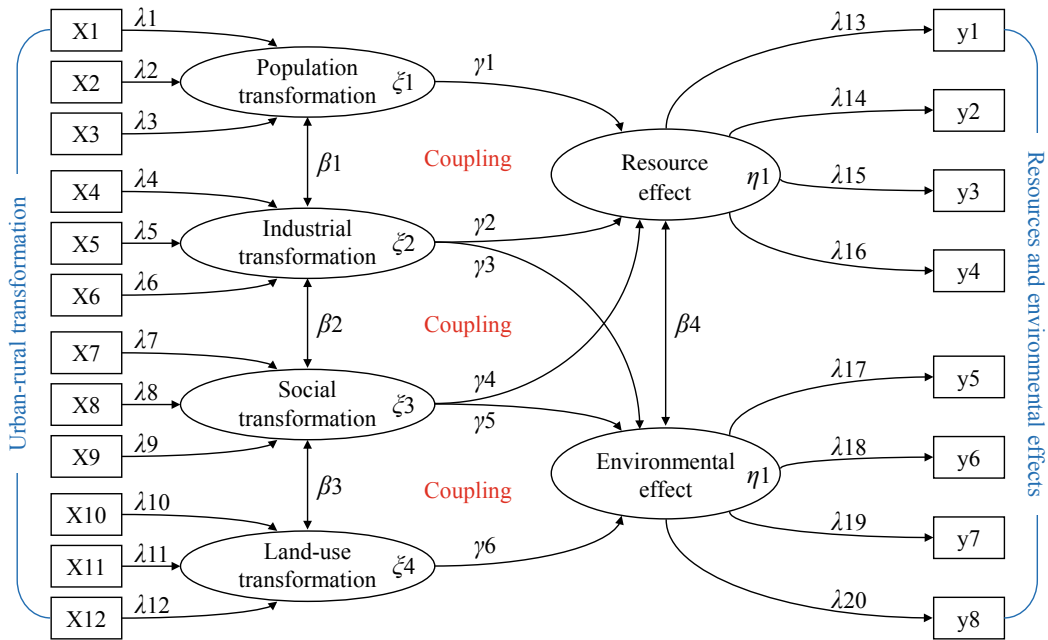 Urban-rural transformation
X1
X2
X3
X4
X5
X6
X7
X8
X9
X10
X11
X12
λ1
λ2
λ3
λ4
λ5
λ6
λ7
λ8
λ9
λ10
λ11
λ12
Population
transformation
ξ1
Industrial
transformation
ξ2
Social
transformation
ξ3
Land-use
transformation
ξ4
β1
β2
β3
γ1
Coupling
γ2
γ3
Coupling
γ4
γ5
Coupling
γ6
Resource
effect
η1
β4
Environmental
effect
η1
λ13
λ14
λ15
λ16
λ17
λ18
λ19
λ20
y1
y2
y3
y4
y5
y6
y7
y8
Resources and environmental effects